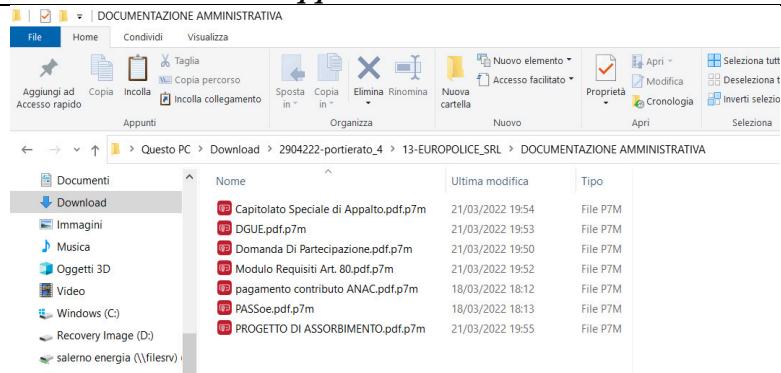 DOCUMENTAZIONE AMMINISTRATIVA
File Home Condividi Visualizza
Aggiungi ad Accesso rapido
Copia
Incolla
Taglia
Copia percorso
Incolla collegamento
Appunti
Sposta in
Copia in
Elimina
Rinomina
Organizza
Nuova cartella
Nuovo elemento
Accesso facilitato
Nuovo
Proprietà
Apri
Modifica
Cronologia
Apri
Seleziona tutt
Deseleziona t
Inverti selezio
Seleziona
Questo PC > Download > 2904222-portierato_4 > 13-EUROPOLICE_SRL > DOCUMENTAZIONE AMMINISTRATIVA
Documenti
Download
Immagini
Musica
Oggetti 3D
Video
Windows (C:)
Recovery Image (D:)
salerno energia (\\filesrv) (
Nome Ultima modifica Tipo
Capitolato Speciale di Appalto.pdf.p7m 21/03/2022 19:54 File P7M
DGUE.pdf.p7m 21/03/2022 19:53 File P7M
Domanda Di Partecipazione.pdf.p7m 21/03/2022 19:50 File P7M
Modulo Requisiti Art. 80.pdf.p7m 21/03/2022 19:52 File P7M
pagamento contributo ANAC.pdf.p7m 18/03/2022 18:12 File P7M
PASSoe.pdf.p7m 18/03/2022 18:13 File P7M
PROGETTO DI ASSORBIMENTO.pdf.p7m 21/03/2022 19:55 File P7M